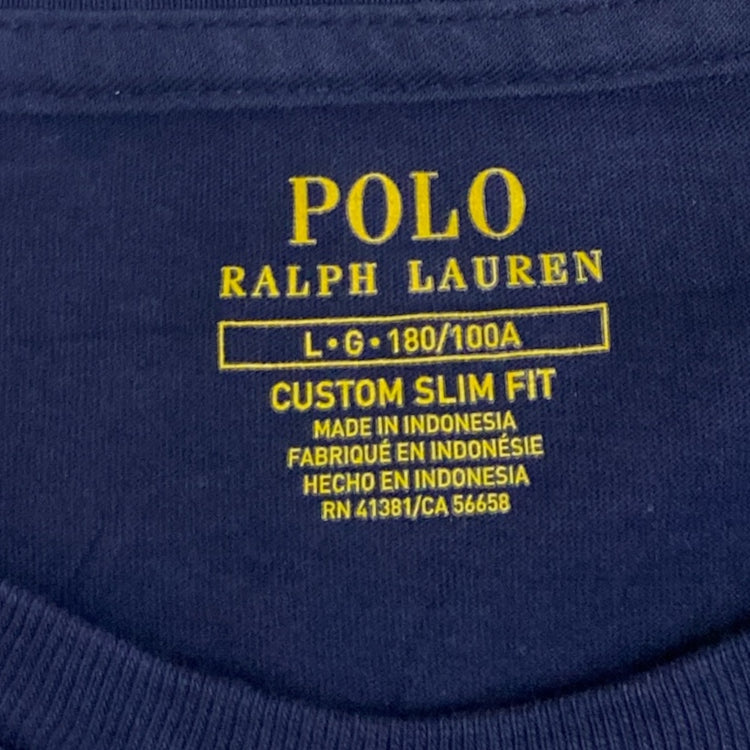 POLO
RALPH LAUREN
L•G•180/100A
CUSTOM SLIM FIT
MADE IN INDONESIA
FABRIQUÉ EN INDONÉSIE
HECHO EN INDONESIA
RN 41381/CA 56658